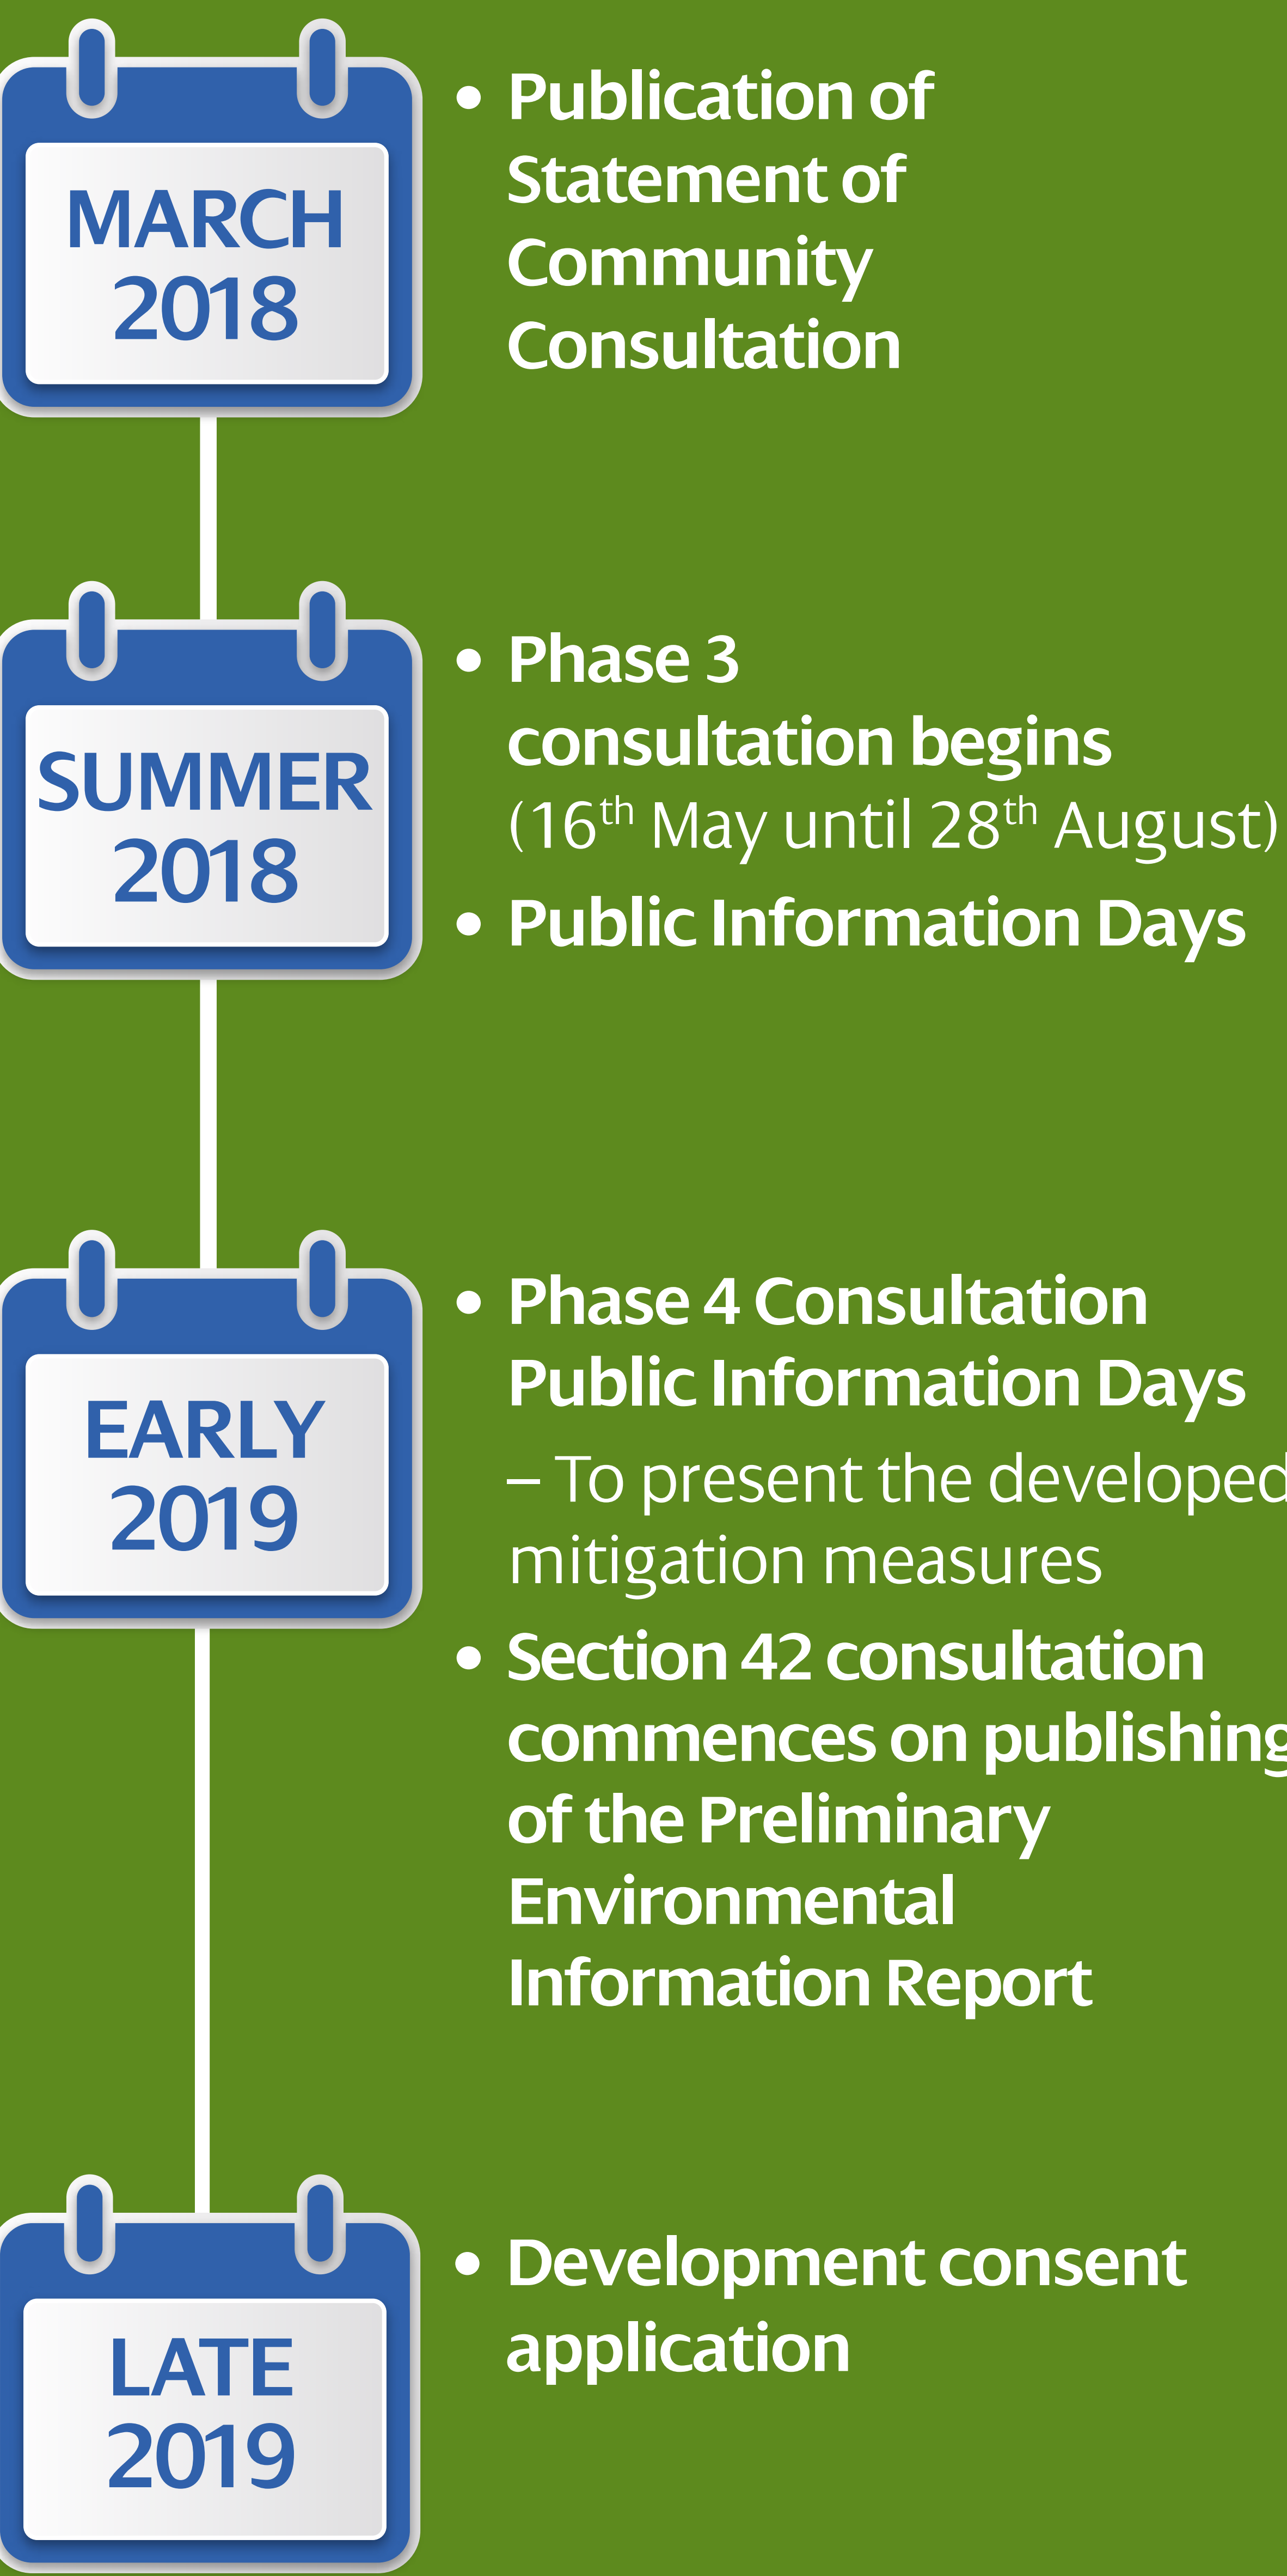 MARCH
2018
• Publication of
Statement of
Community
Consultation
SUMMER
2018
• Phase 3
consultation begins
(16th May until 28th August)
• Public Information Days
EARLY
2019
• Phase 4 Consultation
Public Information Days
– To present the developed
mitigation measures
• Section 42 consultation
commences on publishing
of the Preliminary
Environmental
Information Report
LATE
2019
• Development consent
application